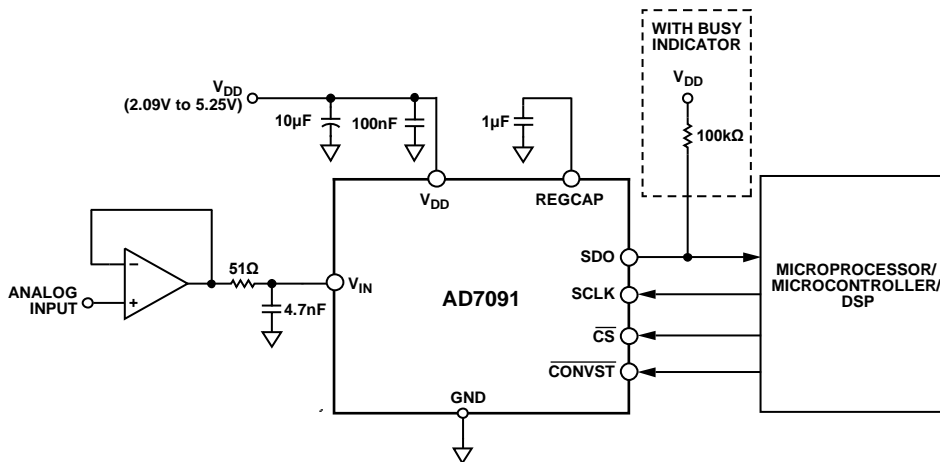 WITH BUSY
INDICATOR
VDD
100kΩ
VDD
(2.09V to 5.25V)
10µF
100nF
1µF
VDD
REGCAP
ANALOG
INPUT
−
+
51Ω
4.7nF
VIN
AD7091
SDO
SCLK
CS
CONVST
GND
MICROPROCESSOR/
MICROCONTROLLER/
DSP